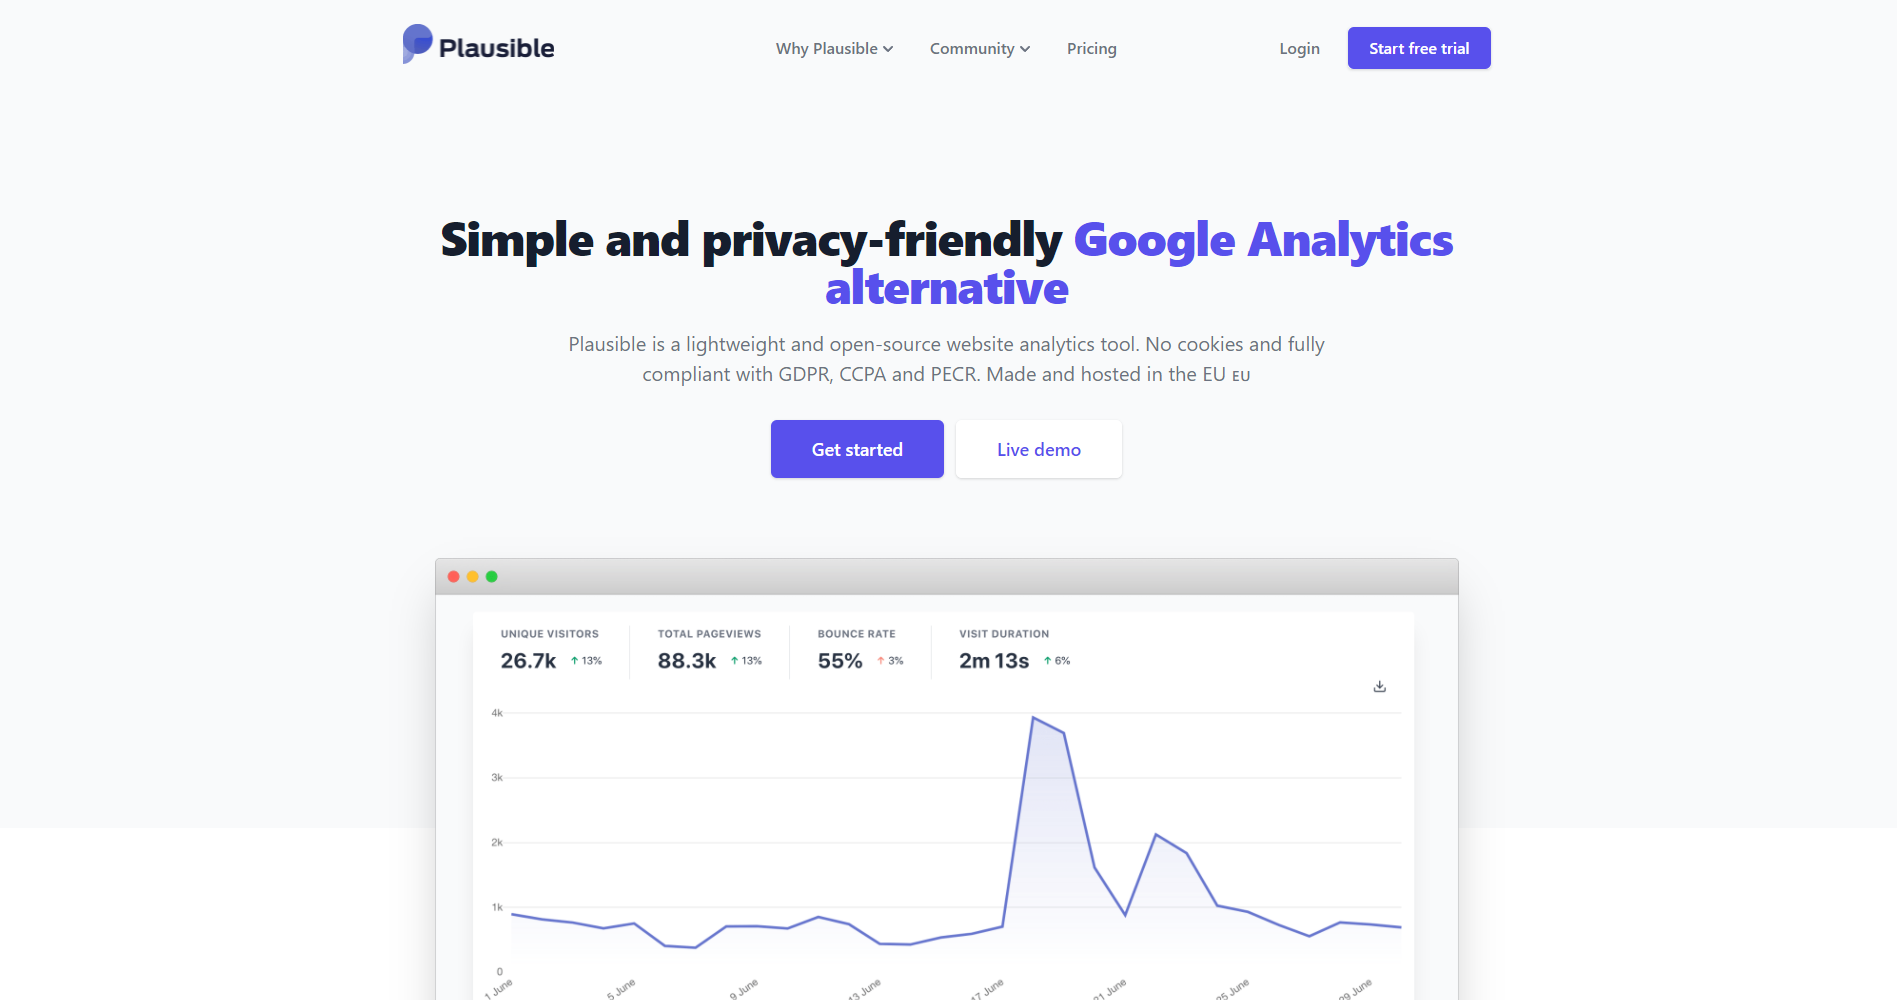 Plausible
Why Plausible
Community
Pricing
Login
Start free trial
Simple and privacy-friendly Google Analytics
alternative
Plausible is a lightweight and open-source website analytics tool. No cookies and fully
compliant with GDPR, CCPA and PECR. Made and hosted in the EU EU
Get started
Live demo
UNIQUE VISITORS
26.7k ↑ 13%
TOTAL PAGEVIEWS
88.3k ↑ 13%
BOUNCE RATE
55% ↑ 3%
VISIT DURATION
2m 13s ↑ 6%
4k
3k
2k
1k
0
1 June
5 June
9 June
13 June
17 June
21 June
25 June
29 June